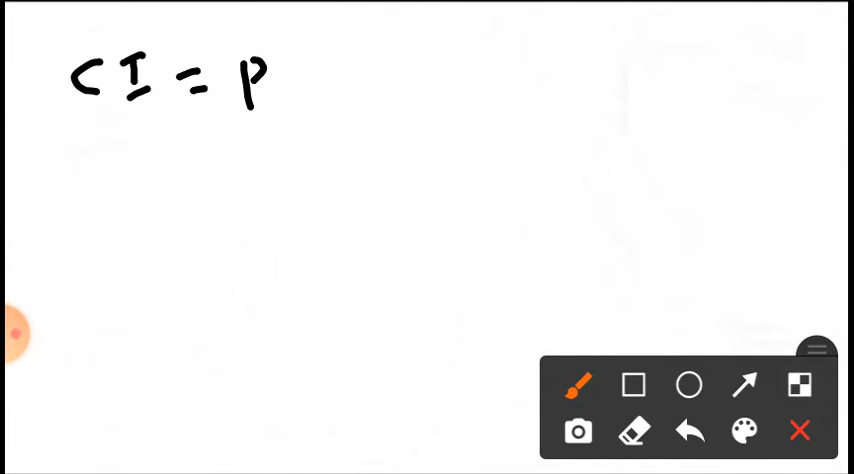 CI = P